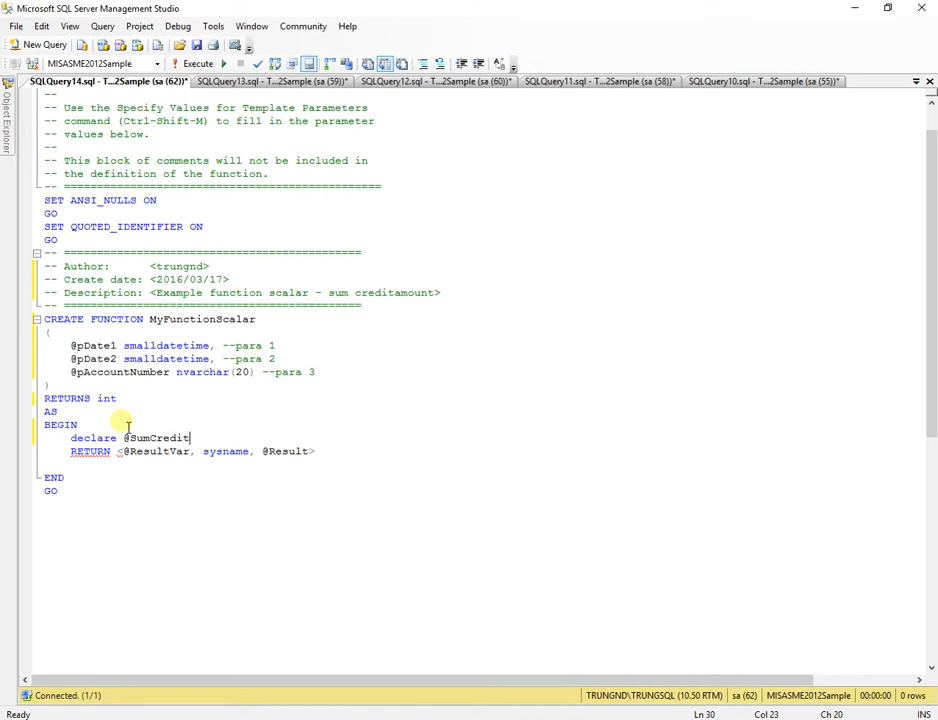 Microsoft SQL Server Management Studio
File Edit View Query Project Debug Tools Window Community Help
New Query
MISASME2012Sample ! Execute
SQLQuery14.sql - T...2Sample (sa (62))* SQLQuery13.sql - T...2Sample (sa (59))* SQLQuery12.sql - T...2Sample (sa (60))* SQLQuery11.sql - T...2Sample (sa (58))* SQLQuery10.sql - T...2Sample (sa (55))*
Object Explorer
--
-- Use the Specify Values for Template Parameters
-- command (Ctrl-Shift-M) to fill in the parameter
-- values below.
--
-- This block of comments will not be included in
-- the definition of the function.
-- ================================================
SET ANSI_NULLS ON
GO
SET QUOTED_IDENTIFIER ON
GO
-- =============================================
-- Author: <trungnd>
-- Create date: <2016/03/17>
-- Description: <Example function scalar - sum creditamount>
-- =============================================
CREATE FUNCTION MyFunctionScalar
(
@pDate1 smalldatetime, --para 1
@pDate2 smalldatetime, --para 2
@pAccountNumber nvarchar(20) --para 3
)
RETURNS int
AS
BEGIN
declare @SumCredit
RETURN <@ResultVar, sysname, @Result>
END
GO
Connected. (1/1) TRUNGND\TRUNGSQL (10.50 RTM) sa (62) MISASME2012Sample 00:00:00 0 rows
Ready Ln 30 Col 23 Ch 20 INS